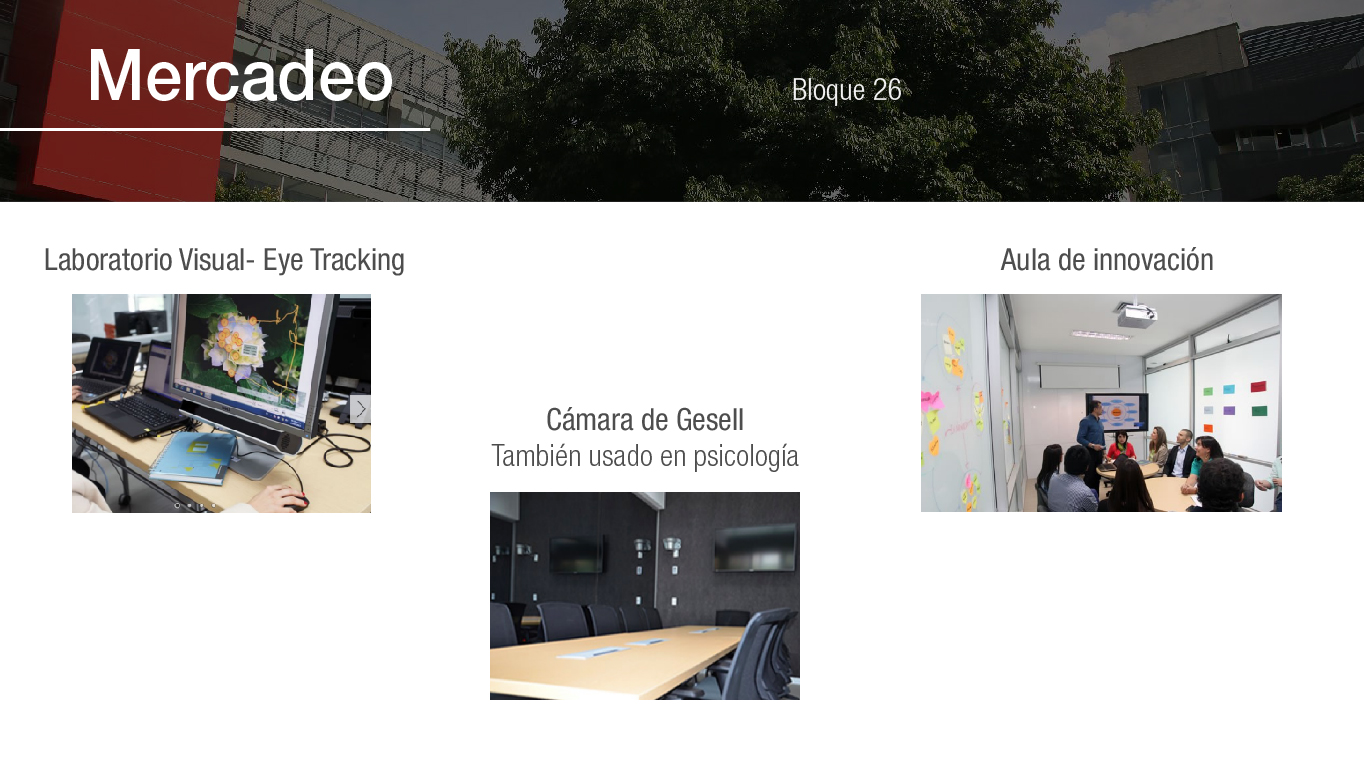 Mercadeo
Bloque 26
Laboratorio Visual- Eye Tracking
Aula de innovación
Cámara de Gesell
También usado en psicología